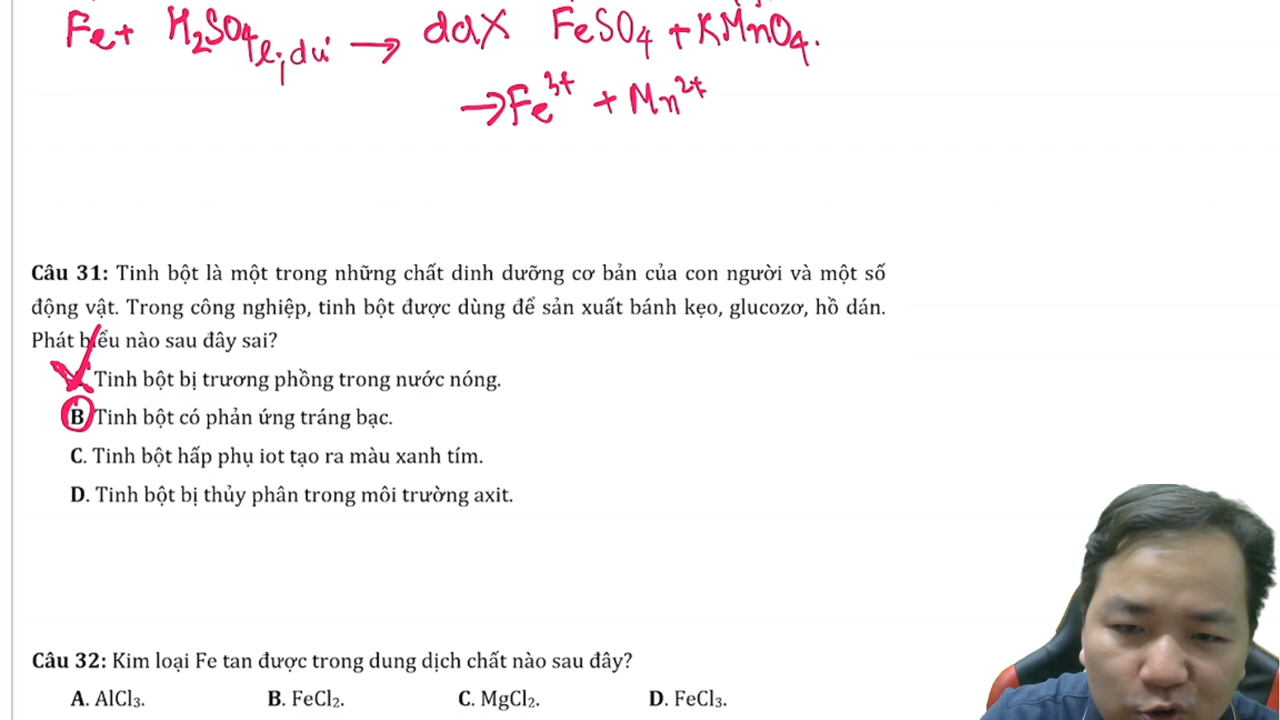 Fe + H₂SO₄ l, dư → ddX FeSO₄ + KMnO₄.
→ Fe³⁺ + Mn²⁺
Câu 31: Tinh bột là một trong những chất dinh dưỡng cơ bản của con người và một số
động vật. Trong công nghiệp, tinh bột được dùng để sản xuất bánh kẹo, glucozơ, hồ dán.
Phát biểu nào sau đây sai?
Tinh bột bị trương phồng trong nước nóng.
B Tinh bột có phản ứng tráng bạc.
C. Tinh bột hấp phụ iot tạo ra màu xanh tím.
D. Tinh bột bị thủy phân trong môi trường axit.
Câu 32: Kim loại Fe tan được trong dung dịch chất nào sau đây?
A. AlCl₃. B. FeCl₂. C. MgCl₂. D. FeCl₃.